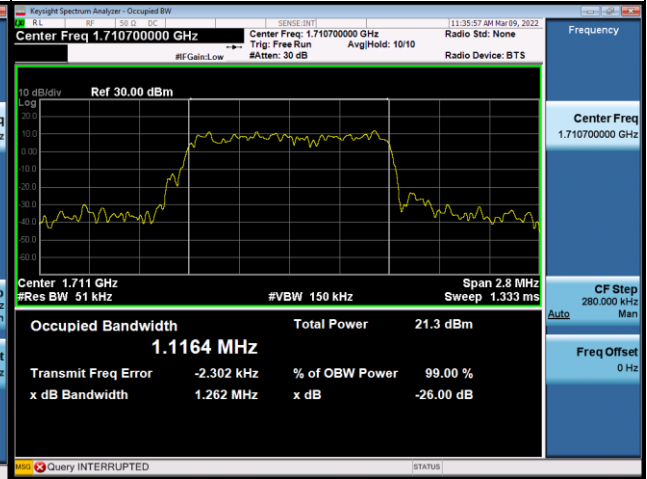 Keysight Spectrum Analyzer - Occupied BW
RL RF 50 Ω DC SENSE:INT 11:35:57 AM Mar 09, 2022
Center Freq 1.710700000 GHz
Center Freq: 1.710700000 GHz
Radio Std: None
Trig: Free Run Avg|Hold: 10/10
#IFGain:Low
#Atten: 30 dB
Radio Device: BTS
10 dB/div Ref 30.00 dBm
Log
20.0
10.0
0.00
-10.0
-20.0
-30.0
-40.0
-50.0
-60.0
Center 1.711 GHz Span 2.8 MHz
#Res BW 51 kHz #VBW 150 kHz Sweep 1.333 ms
Occupied Bandwidth Total Power 21.3 dBm
1.1164 MHz
Transmit Freq Error -2.302 kHz % of OBW Power 99.00 %
x dB Bandwidth 1.262 MHz x dB -26.00 dB
MSG Query INTERRUPTED STATUS
Frequency
Center Freq
1.710700000 GHz
CF Step
280.000 kHz
Auto Man
Freq Offset
0 Hz